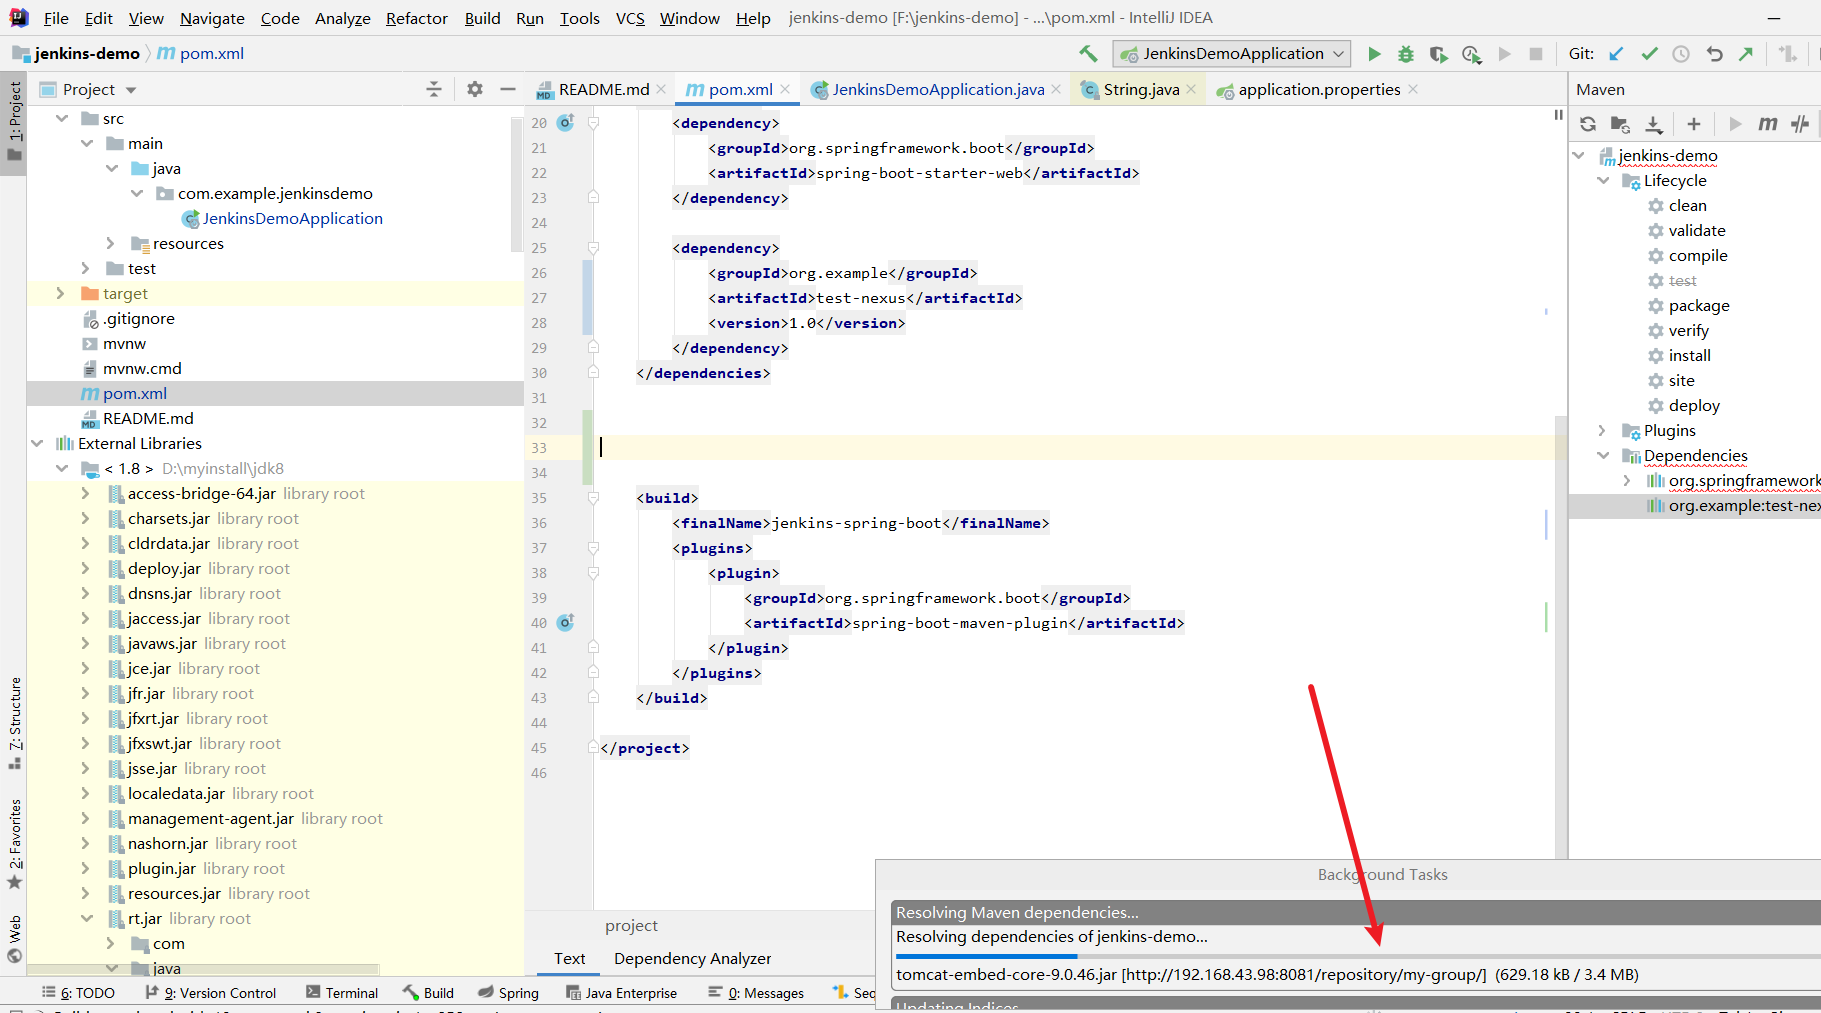 File Edit View Navigate Code Analyze Refactor Build Run Tools VCS Window Help jenkins-demo [F:\jenkins-demo] - ...\pom.xml - IntelliJ IDEA
jenkins-demo pom.xml JenkinsDemoApplication Git:
1: Project
7: Structure
2: Favorites
Web
Project
src
main
java
com.example.jenkinsdemo
JenkinsDemoApplication
resources
test
target
.gitignore
mvnw
mvnw.cmd
pom.xml
README.md
External Libraries
< 1.8 > D:\myinstall\jdk8
access-bridge-64.jar library root
charsets.jar library root
cldrdata.jar library root
deploy.jar library root
dnsns.jar library root
jaccess.jar library root
javaws.jar library root
jce.jar library root
jfr.jar library root
jfxrt.jar library root
jfxswt.jar library root
jsse.jar library root
localedata.jar library root
management-agent.jar library root
nashorn.jar library root
plugin.jar library root
resources.jar library root
rt.jar library root
com
java
README.md pom.xml JenkinsDemoApplication.java String.java application.properties
20 <dependency>
21 <groupId>org.springframework.boot</groupId>
22 <artifactId>spring-boot-starter-web</artifactId>
23 </dependency>
24
25 <dependency>
26 <groupId>org.example</groupId>
27 <artifactId>test-nexus</artifactId>
28 <version>1.0</version>
29 </dependency>
30 </dependencies>
31
32
33
34
35 <build>
36 <finalName>jenkins-spring-boot</finalName>
37 <plugins>
38 <plugin>
39 <groupId>org.springframework.boot</groupId>
40 <artifactId>spring-boot-maven-plugin</artifactId>
41 </plugin>
42 </plugins>
43 </build>
44
45 </project>
46
project
Text Dependency Analyzer
Maven
jenkins-demo
Lifecycle
clean
validate
compile
test
package
verify
install
site
deploy
Plugins
Dependencies
org.springframework
org.example:test-nex
Background Tasks
Resolving Maven dependencies...
Resolving dependencies of jenkins-demo...
tomcat-embed-core-9.0.46.jar [http://192.168.43.98:8081/repository/my-group/] (629.18 kB / 3.4 MB)
Updating Indices
6: TODO 9: Version Control Terminal Build Spring Java Enterprise 0: Messages Seq